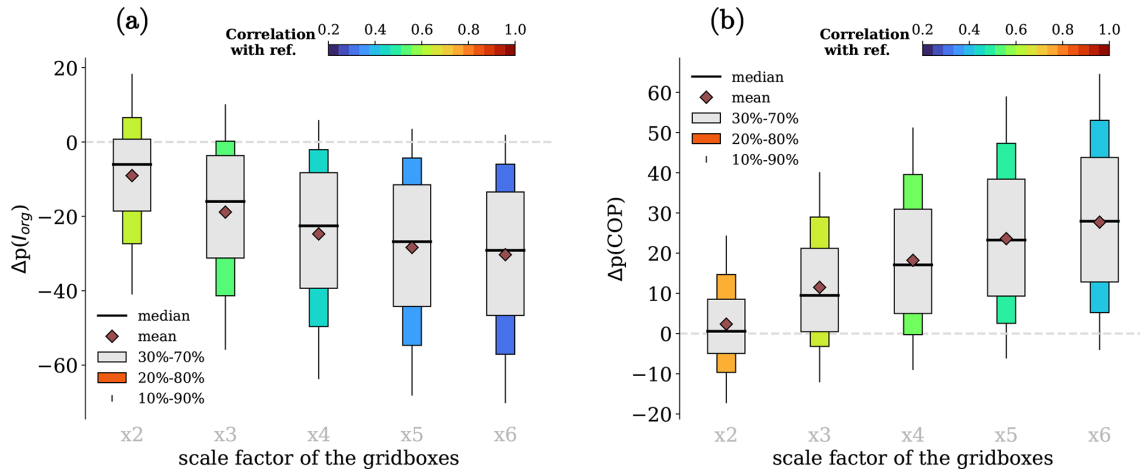 (a)
Correlation
with ref.
0.2 0.4 0.6 0.8 1.0
20
0
−20
−40
−60
Δp(I_org)
median
mean
30%-70%
20%-80%
10%-90%
x2 x3 x4 x5 x6
scale factor of the gridboxes
(b)
Correlation
with ref.
0.2 0.4 0.6 0.8 1.0
median
mean
30%-70%
20%-80%
10%-90%
60
50
40
30
20
10
0
−10
−20
Δp(COP)
x2 x3 x4 x5 x6
scale factor of the gridboxes